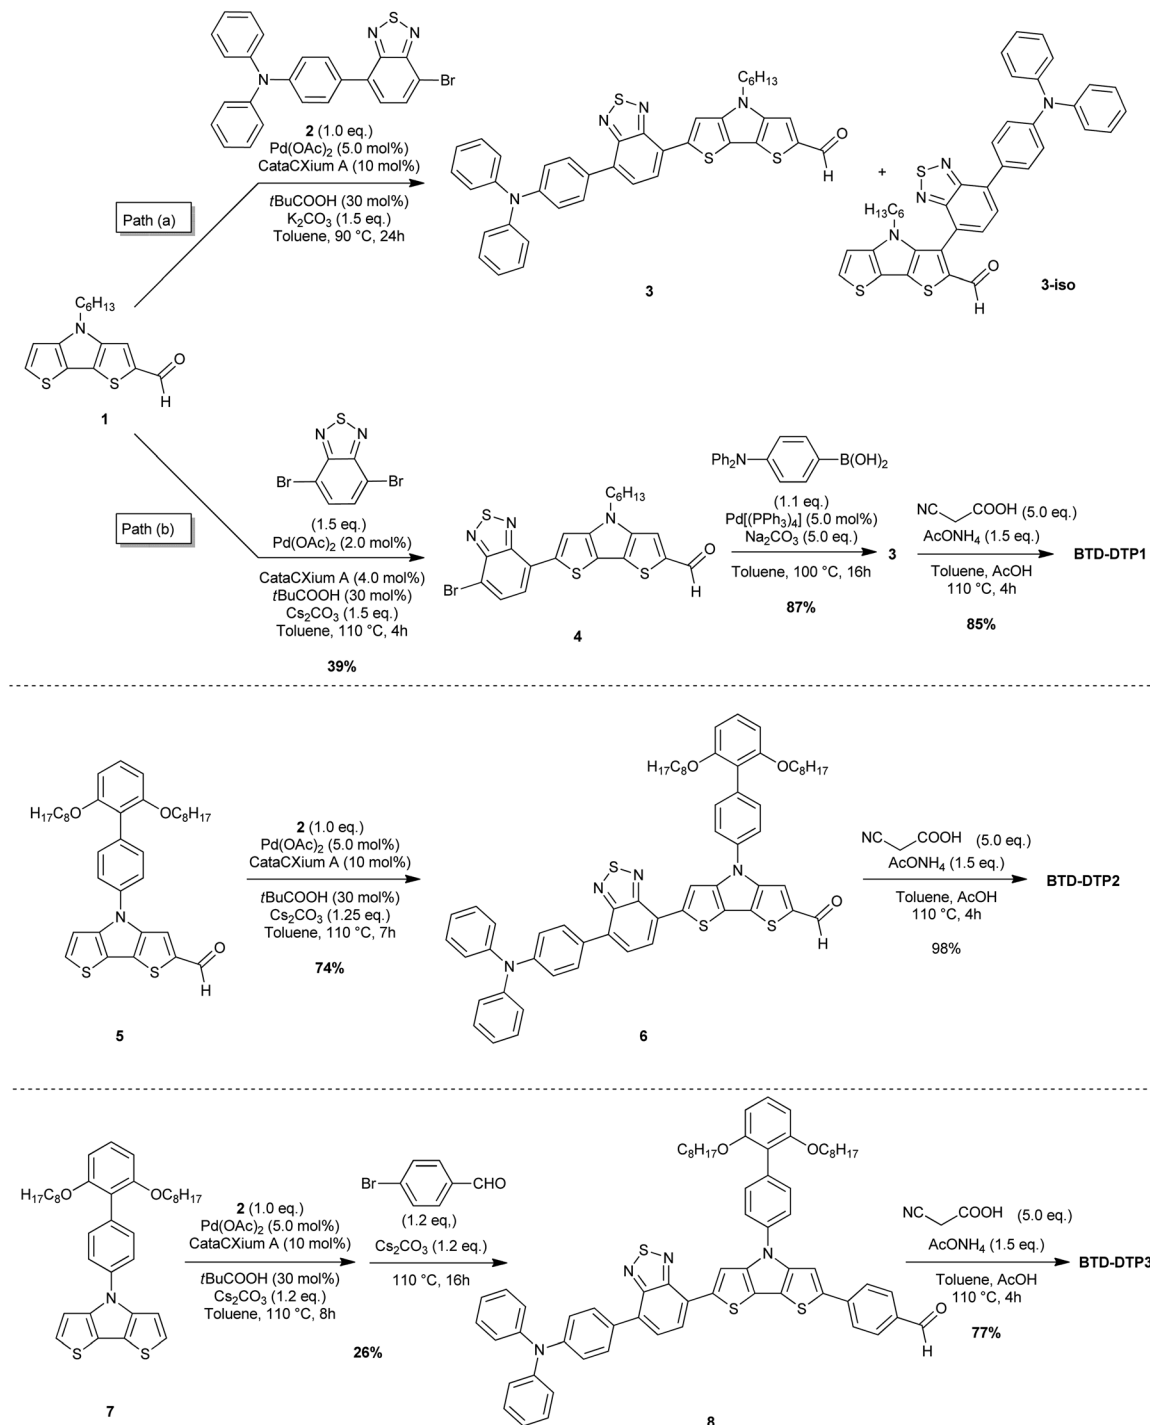 N S N
N
Br
2 (1.0 eq.)
Pd(OAc)2 (5.0 mol%)
CataCXium A (10 mol%)
tBuCOOH (30 mol%)
K2CO3 (1.5 eq.)
Toluene, 90 °C, 24h
Path (a)
C6H13
N
S S
O
H
1
C6H13
N
N S N
S S
O
H
N
3
+
N
N S N
H13C6
N
S S
O
H
3-iso
Path (b)
S
N N
Br Br
(1.5 eq.)
Pd(OAc)2 (2.0 mol%)
CataCXium A (4.0 mol%)
tBuCOOH (30 mol%)
Cs2CO3 (1.5 eq.)
Toluene, 110 °C, 4h
39%
C6H13
N
N S N
S S
O
H
Br
4
Ph2N B(OH)2
(1.1 eq.)
Pd[(PPh3)4] (5.0 mol%)
Na2CO3 (5.0 eq.)
Toluene, 100 °C, 16h
87%
3
NC COOH (5.0 eq.)
AcONH4 (1.5 eq.)
Toluene, AcOH
110 °C, 4h
85%
BTD-DTP1
H17C8O OC8H17
N
S S
O
H
5
2 (1.0 eq.)
Pd(OAc)2 (5.0 mol%)
CataCXium A (10 mol%)
tBuCOOH (30 mol%)
Cs2CO3 (1.25 eq.)
Toluene, 110 °C, 7h
74%
H17C8O OC8H17
N
N S N
S S
O
H
N
6
NC COOH (5.0 eq.)
AcONH4 (1.5 eq.)
Toluene, AcOH
110 °C, 4h
98%
BTD-DTP2
H17C8O OC8H17
N
S S
7
2 (1.0 eq.)
Pd(OAc)2 (5.0 mol%)
CataCXium A (10 mol%)
tBuCOOH (30 mol%)
Cs2CO3 (1.2 eq.)
Toluene, 110 °C, 8h
Br CHO
(1.2 eq,)
Cs2CO3 (1.2 eq.)
110 °C, 16h
26%
C8H17O OC8H17
N
N S N
S S
O
H
N
8
NC COOH (5.0 eq.)
AcONH4 (1.5 eq.)
Toluene, AcOH
110 °C, 4h
77%
BTD-DTP3